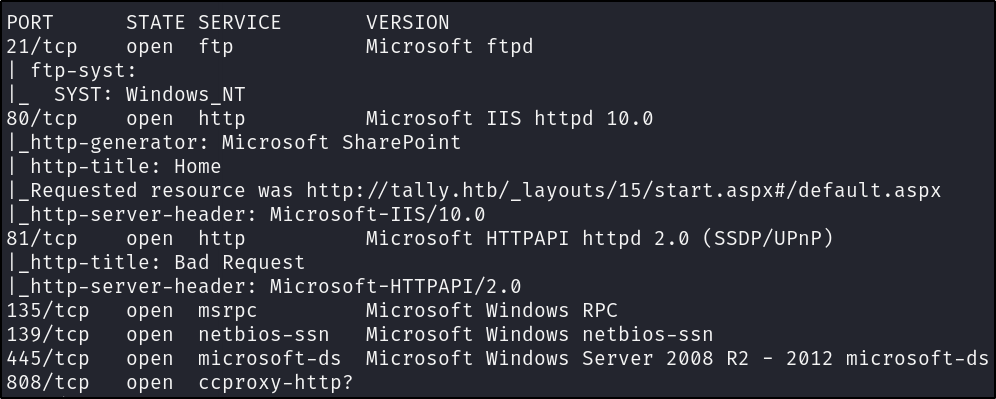 PORT      STATE SERVICE       VERSION
21/tcp    open  ftp           Microsoft ftpd
| ftp-syst:
|_  SYST: Windows_NT
80/tcp    open  http          Microsoft IIS httpd 10.0
|_http-generator: Microsoft SharePoint
| http-title: Home
|_Requested resource was http://tally.htb/_layouts/15/start.aspx#/default.aspx
|_http-server-header: Microsoft-IIS/10.0
81/tcp    open  http          Microsoft HTTPAPI httpd 2.0 (SSDP/UPnP)
|_http-title: Bad Request
|_http-server-header: Microsoft-HTTPAPI/2.0
135/tcp   open  msrpc         Microsoft Windows RPC
139/tcp   open  netbios-ssn   Microsoft Windows netbios-ssn
445/tcp   open  microsoft-ds  Microsoft Windows Server 2008 R2 - 2012 microsoft-ds
808/tcp   open  ccproxy-http?